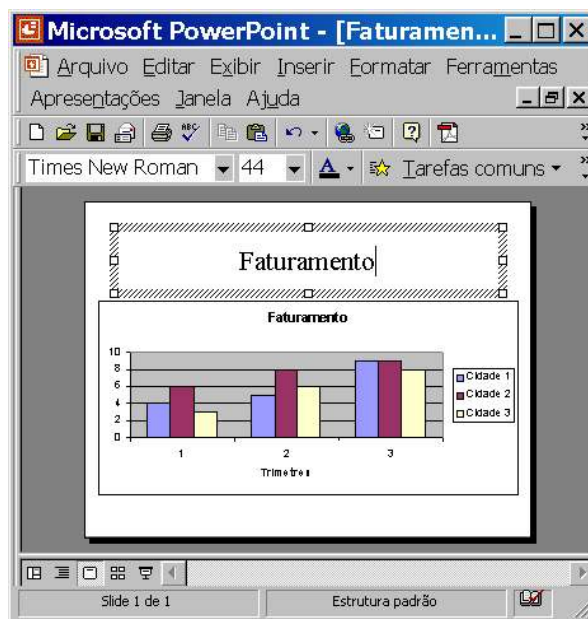 Microsoft PowerPoint - [Faturamen...
Arquivo Editar Exibir Inserir Formatar Ferramentas
Apresentações Janela Ajuda
ABC
Times New Roman 44 A Tarefas comuns
Faturamento
Faturamento
10
8
6
4
2
0
1 2 3
Trimetres
Cidade 1
Cidade 2
Cidade 3
Slide 1 de 1 Estrutura padrão